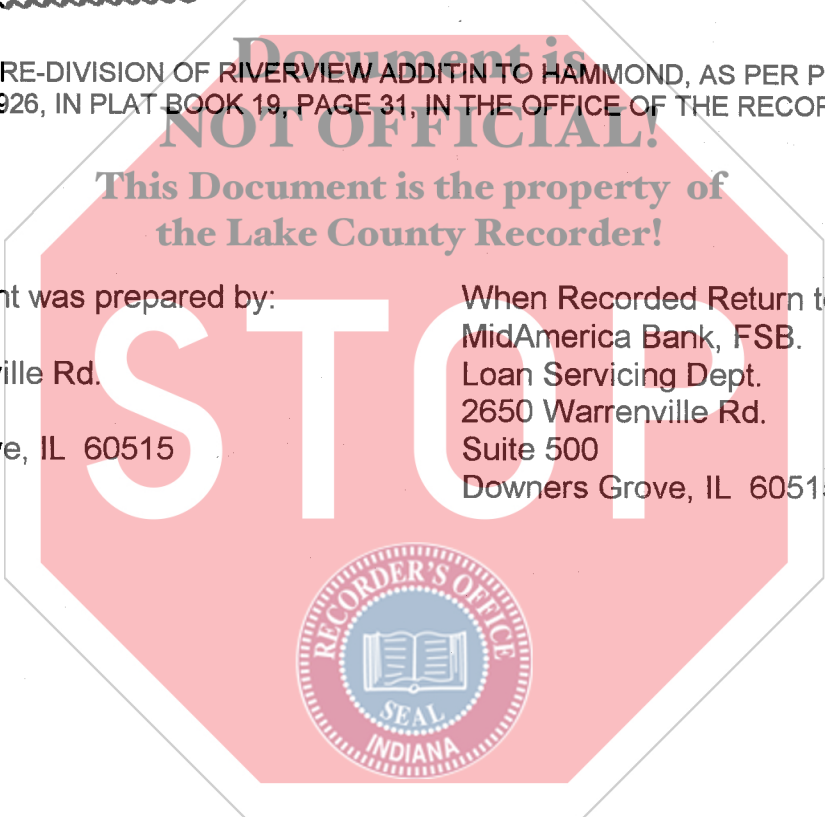 Document is
RE-DIVISION OF RIVERVIEW ADDITIN TO HAMMOND, AS PER P
926, IN PLAT BOOK 19, PAGE 31, IN THE OFFICE OF THE RECOR
NOT OFFICIAL!
This Document is the property of
the Lake County Recorder!
nt was prepared by:
ville Rd.
e, IL 60515
When Recorded Return to
MidAmerica Bank, FSB.
Loan Servicing Dept.
2650 Warrenville Rd.
Suite 500
Downers Grove, IL 60515
STOP
RECORDER'S OFFICE
SEAL
INDIANA